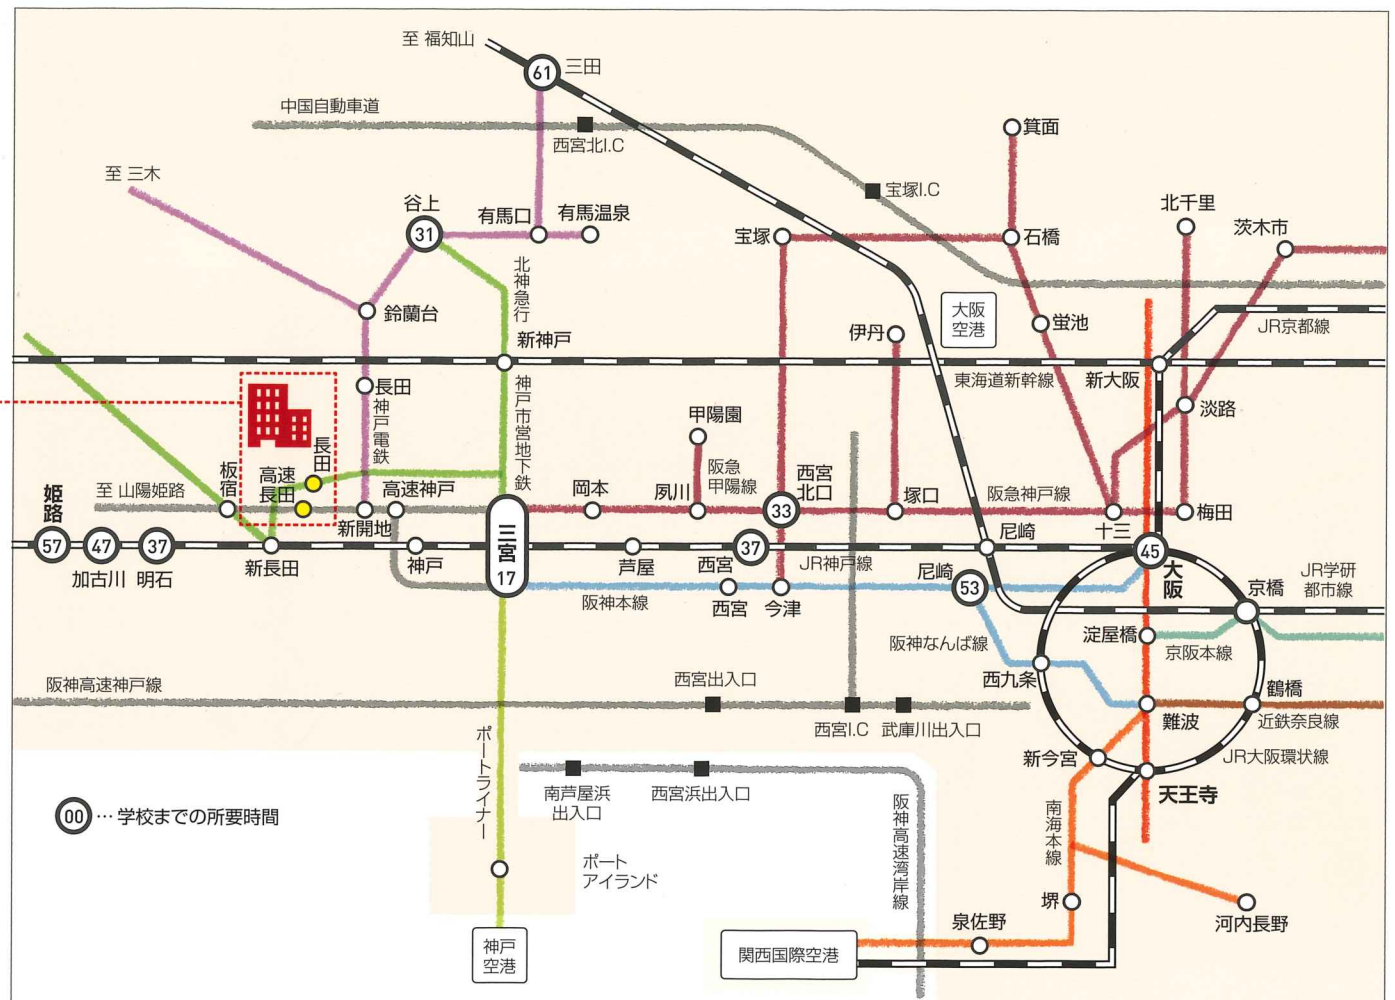 至 福知山
61
三田
中国自動車道
西宮北I.C
箕面
至 三木
宝塚I.C
谷上
31
有馬口
有馬温泉
北千里
茨木市
宝塚
石橋
北神急行
鈴蘭台
大阪
空港
伊丹
蛍池
JR京都線
新神戸
東海道新幹線
新大阪
長田
神戸電鉄
神戸市営地下鉄
甲陽園
淡路
長田
板宿
高速
長田
阪急
甲陽線
西宮
北口
姫路
至 山陽姫路
高速神戸
岡本
夙川
33
塚口
阪急神戸線
十三
梅田
新開地
57
47
37
加古川
明石
新長田
神戸
三宮
17
芦屋
西宮
37
JR神戸線
尼崎
45
大阪
尼崎
53
JR学研
都市線
京橋
阪神本線
西宮
今津
淀屋橋
京阪本線
阪神なんば線
西九条
阪神高速神戸線
西宮出入口
鶴橋
西宮I.C
武庫川出入口
難波
近鉄奈良線
新今宮
JR大阪環状線
天王寺
ポートライナー
南芦屋浜
出入口
西宮浜出入口
阪神高速湾岸線
南海本線
00 … 学校までの所要時間
ポート
アイランド
堺
河内長野
泉佐野
神戸
空港
関西国際空港